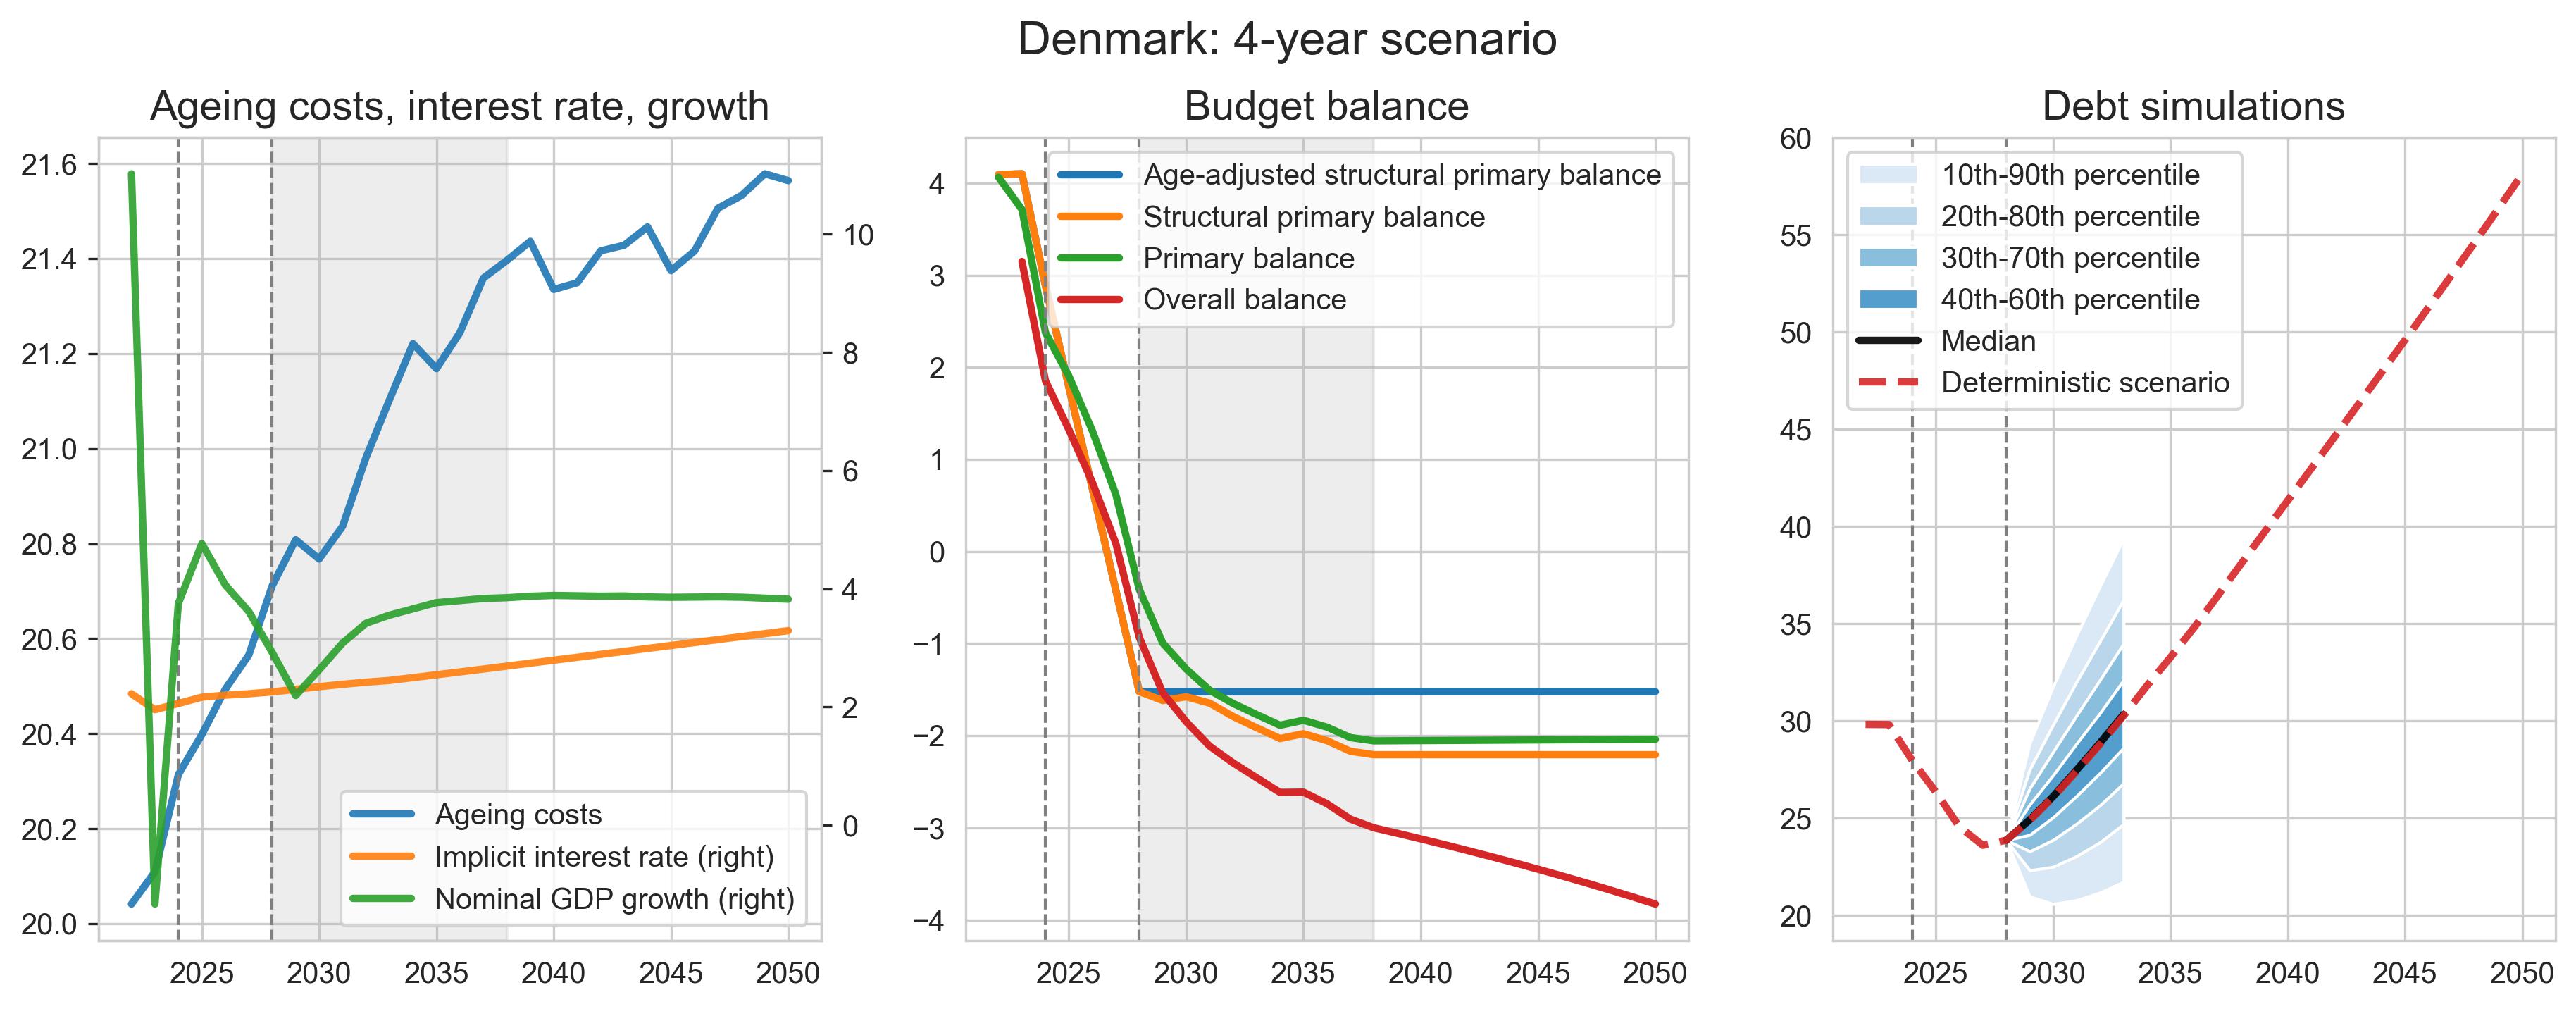 Denmark: 4-year scenario
Ageing costs, interest rate, growth
21.6
21.4
21.2
21.0
20.8
20.6
20.4
20.2
20.0
10
8
6
4
2
0
Ageing costs
Implicit interest rate (right)
Nominal GDP growth (right)
2025 2030 2035 2040 2045 2050
Budget balance
4
3
2
1
0
−1
−2
−3
−4
Age-adjusted structural primary balance
Structural primary balance
Primary balance
Overall balance
2025 2030 2035 2040 2045 2050
Debt simulations
60
55
50
45
40
35
30
25
20
10th-90th percentile
20th-80th percentile
30th-70th percentile
40th-60th percentile
Median
Deterministic scenario
2025 2030 2035 2040 2045 2050